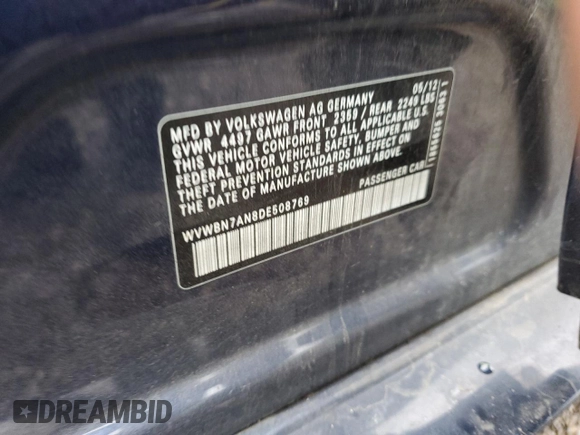 MFD BY VOLKSWAGEN AG GERMANY 05/12
GVWR 4497 GAWR FRONT 2359 / REAR 2249 LBS
THIS VEHICLE CONFORMS TO ALL APPLICABLE U.S.
FEDERAL MOTOR VEHICLE SAFETY, BUMPER AND
THEFT PREVENTION STANDARDS IN EFFECT ON
THE DATE OF MANUFACTURE SHOWN ABOVE.
PASSENGER CAR
WVWBN7AN8DE508769
DREAMBID